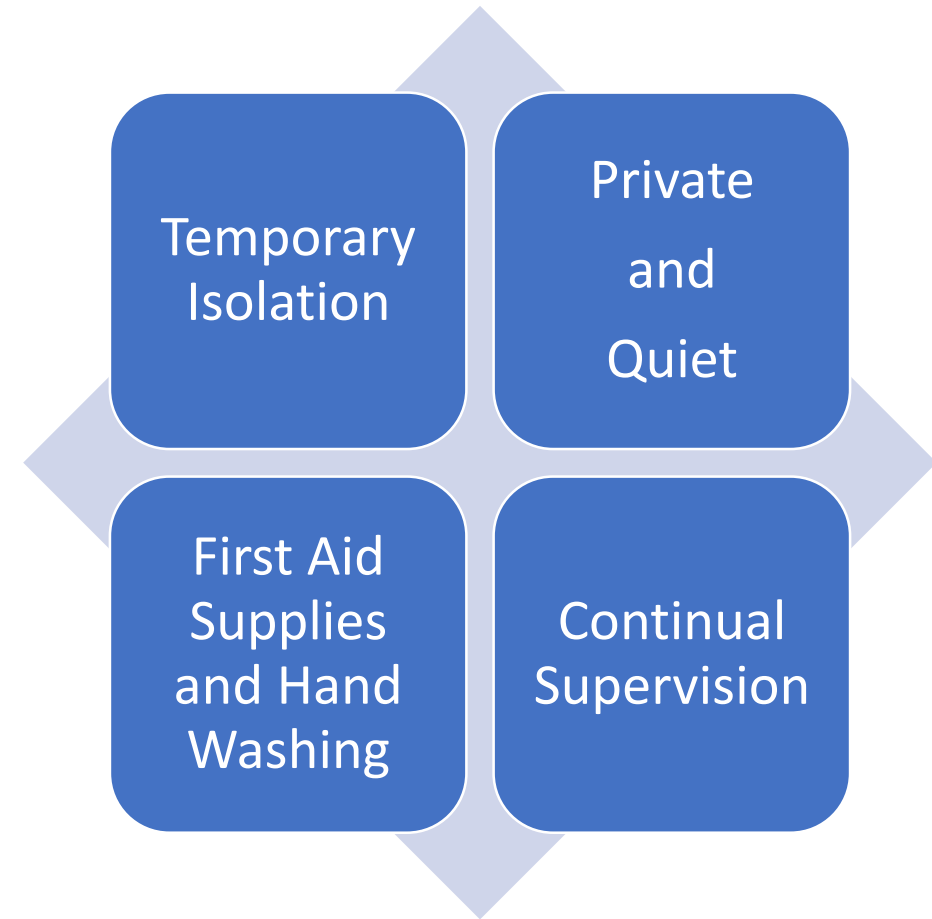 Temporary
Isolation
Private
and
Quiet
First Aid
Supplies
and Hand
Washing
Continual
Supervision